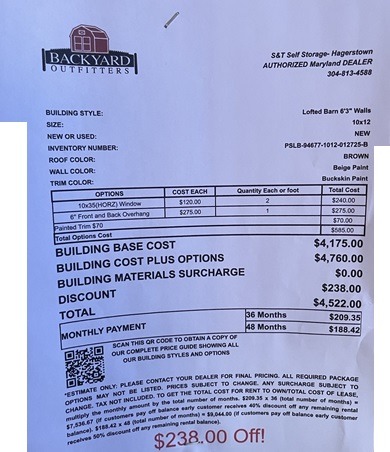 BACKYARD
OUTFITTERS
S&T Self Storage- Hagerstown
AUTHORIZED Maryland DEALER
304-813-4588
BUILDING STYLE: Lofted Barn 6'3" Walls
SIZE: 10x12
NEW OR USED: NEW
INVENTORY NUMBER: PSLB-94677-1012-012725-B
ROOF COLOR: BROWN
WALL COLOR: Beige Paint
TRIM COLOR: Buckskin Paint
OPTIONS COST EACH Quantity Each or foot Total Cost
10x35(HORZ) Window $120.00 2 $240.00
6" Front and Back Overhang $275.00 1 $275.00
Painted Trim $70 $70.00
Total Options Cost $585.00
BUILDING BASE COST $4,175.00
BUILDING COST PLUS OPTIONS $4,760.00
BUILDING MATERIALS SURCHARGE $0.00
DISCOUNT $238.00
TOTAL $4,522.00
MONTHLY PAYMENT 36 Months $209.35
48 Months $188.42
SCAN THIS QR CODE TO OBTAIN A COPY OF
OUR COMPLETE PRICE GUIDE SHOWING ALL
OUR BUILDING STYLES AND OPTIONS
*ESTIMATE ONLY: PLEASE CONTACT YOUR DEALER FOR FINAL PRICING. ALL REQUIRED PACKAGE
OPTIONS MAY NOT BE LISTED. PRICES SUBJECT TO CHANGE. ANY SURCHARGE SUBJECT TO
CHANGE. TAX NOT INCLUDED. TO GET THE TOTAL COST FOR RENT TO OWN/TOTAL COST OF LEASE,
multiply the monthly amount by the total number of months. $209.35 x 36 (total number of months) =
$7,536.67 (if customers pay off balance early customer receives 40% discount off any remaining rental
balance). $188.42 x 48 (total number of months) = $9,044.00 (if customers pay off balance early customer
receives 50% discount off any remaining rental balance).
$238.00 Off!